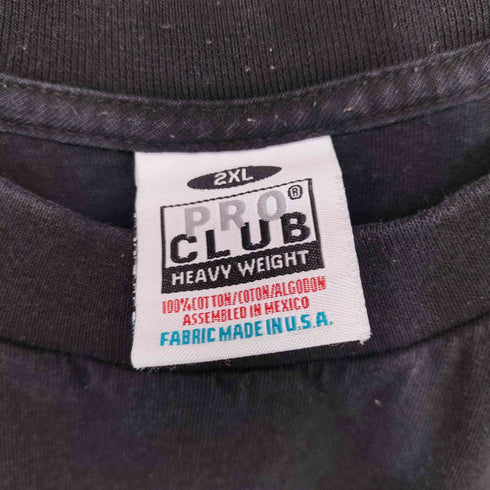 2XL
PRO®
CLUB
HEAVY WEIGHT
100% COTTON/COTON/ALGODON
ASSEMBLED IN MEXICO
FABRIC MADE IN U.S.A.